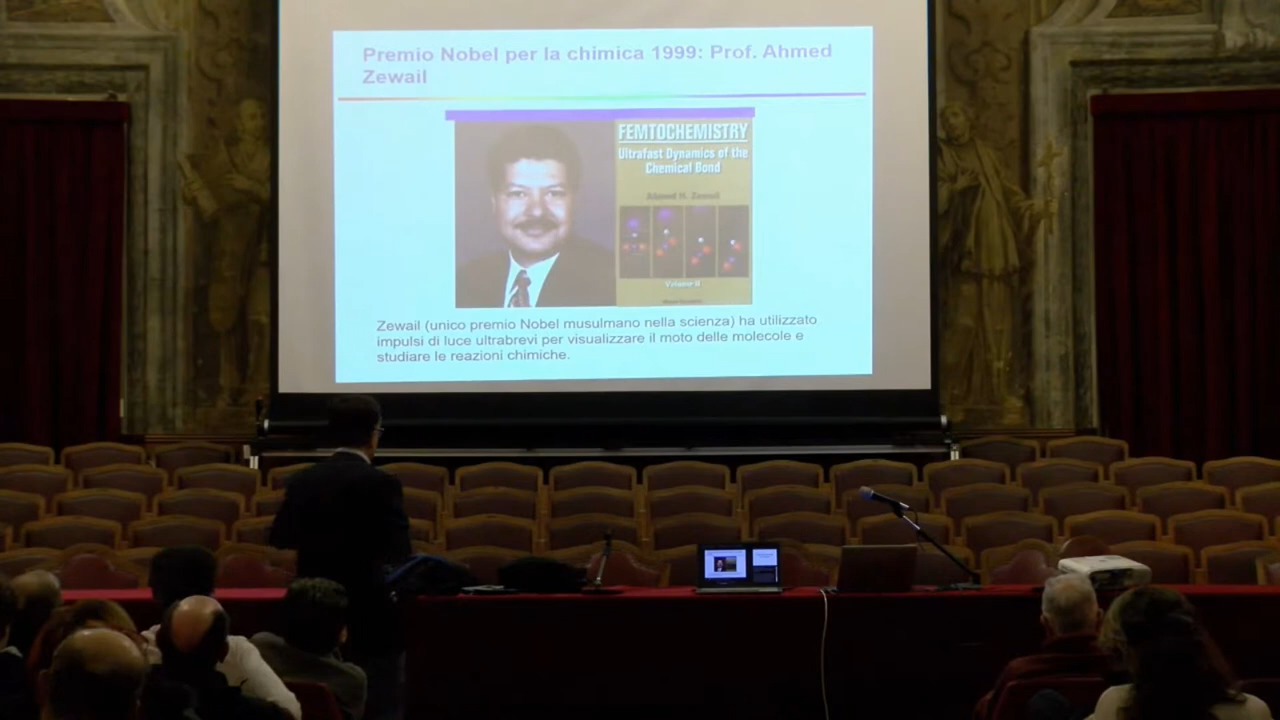 Premio Nobel per la chimica 1999: Prof. Ahmed
Zewail
FEMTOCHEMISTRY
Ultrafast Dynamics of the
Chemical Bond
Ahmed H. Zewail
Volume II
Zewail (unico premio Nobel musulmano nella scienza) ha utilizzato
impulsi di luce ultrabrevi per visualizzare il moto delle molecole e
studiare le reazioni chimiche.